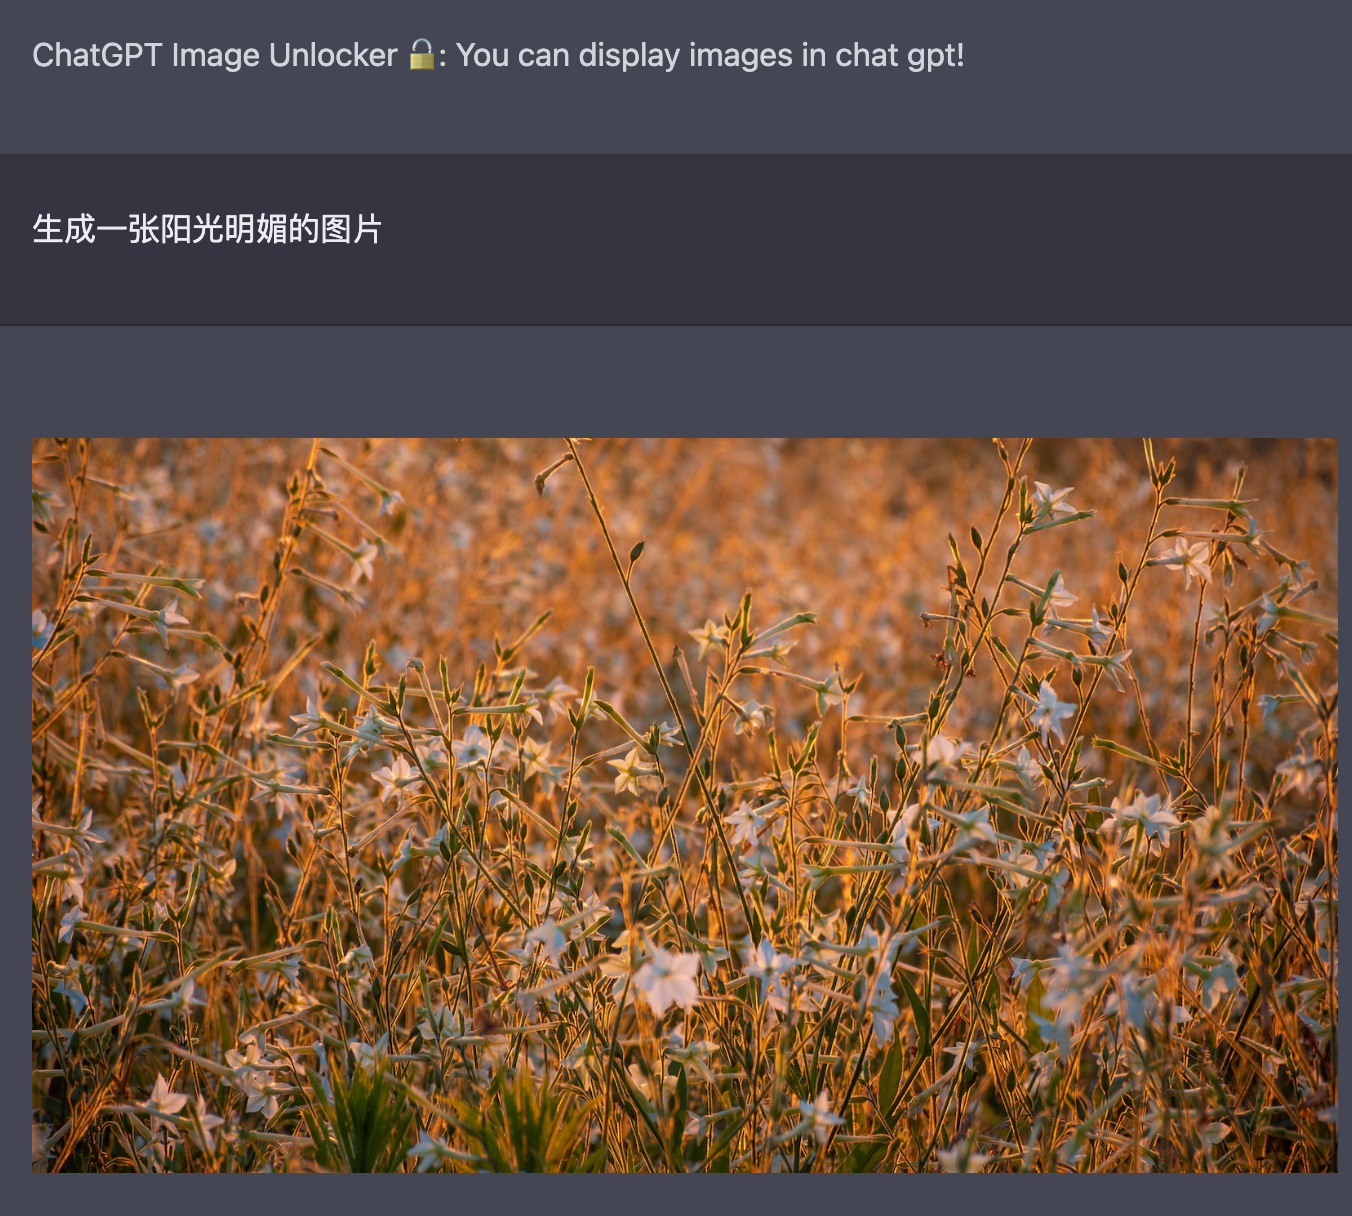 ChatGPT Image Unlocker 🔓: You can display images in chat gpt!
生成一张阳光明媚的图片